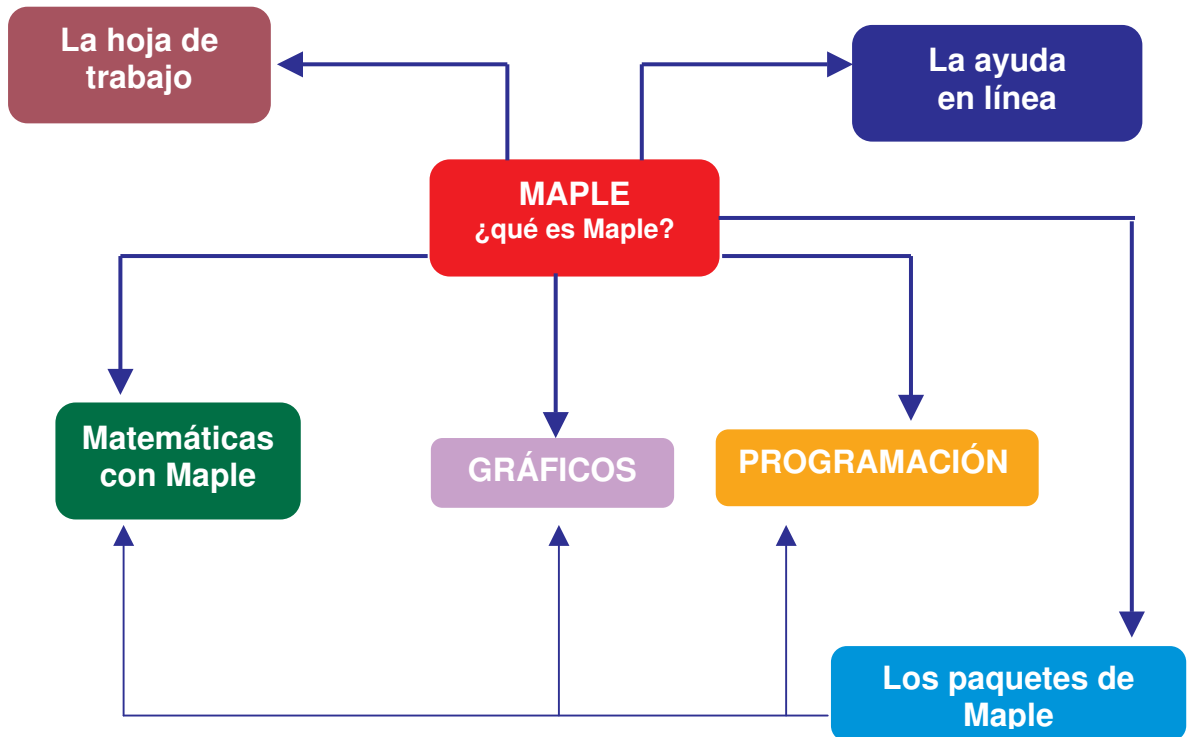 La hoja de
trabajo
La ayuda
en línea
MAPLE
¿qué es Maple?
Matemáticas
con Maple
GRÁFICOS
PROGRAMACIÓN
Los paquetes de
Maple